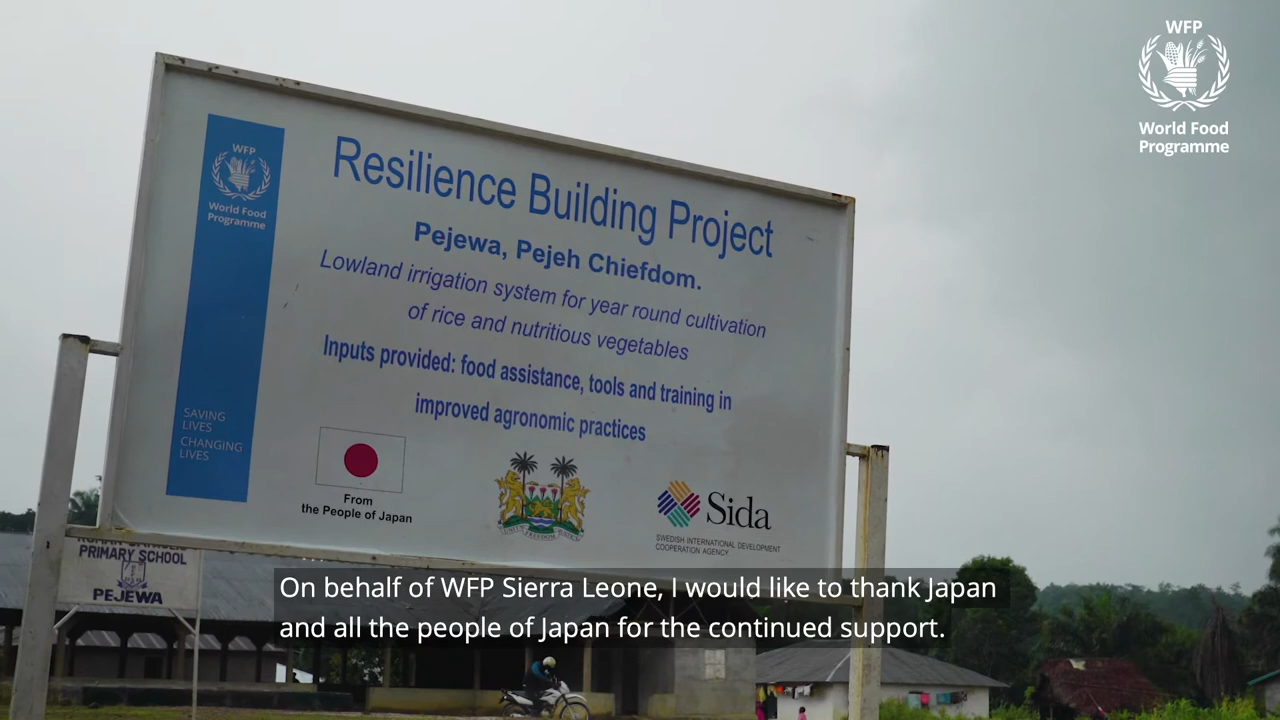 WFP
World Food
Programme
WFP
World Food
Programme
SAVING
LIVES
CHANGING
LIVES
Resilience Building Project
Pejewa, Pejeh Chiefdom.
Lowland irrigation system for year round cultivation
of rice and nutritious vegetables
Inputs provided: food assistance, tools and training in
improved agronomic practices
From
the People of Japan
Sida
SWEDISH INTERNATIONAL DEVELOPMENT
COOPERATION AGENCY
PRIMARY SCHOOL
PEJEWA
On behalf of WFP Sierra Leone, I would like to thank Japan
and all the people of Japan for the continued support.